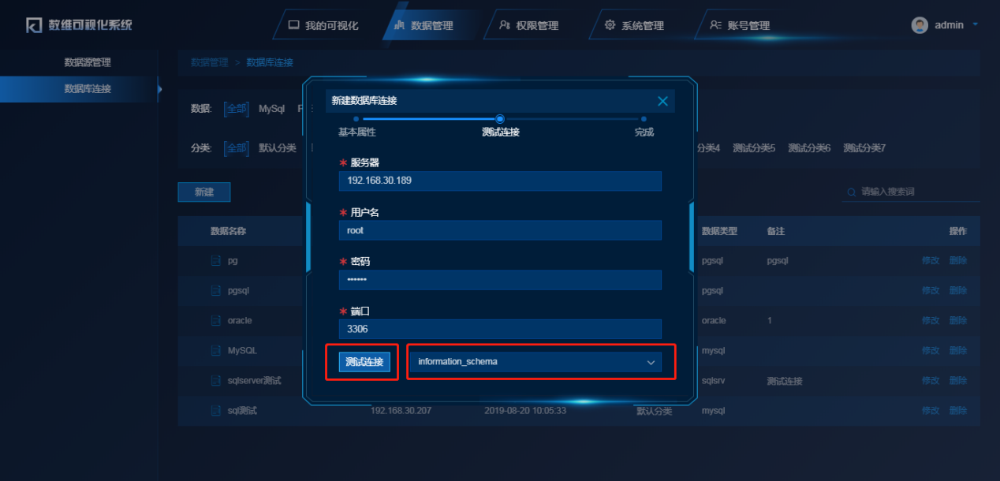 数维可视化系统
我的可视化 数据管理 权限管理 系统管理 账号管理 admin
数据源管理
数据库连接
数据管理 > 数据库连接
数据: [全部] MySql
分类: [全部] 默认分类 分类4 测试分类5 测试分类6 测试分类7
新建 请输入搜索词
数据名称 数据类型 备注 操作
pg pgsql pgsql 修改 删除
pgsql pgsql 修改 删除
oracle oracle 1 修改 删除
MySQL mysql 修改 删除
sqlserver测试 sqlsrv 测试连接 修改 删除
sql测试 192.168.30.207 2019-08-20 10:05:33 默认分类 mysql 修改 删除
新建数据库连接
基本属性 测试连接 完成
* 服务器
192.168.30.189
* 用户名
root
* 密码
••••••
* 端口
3306
测试连接 information_schema